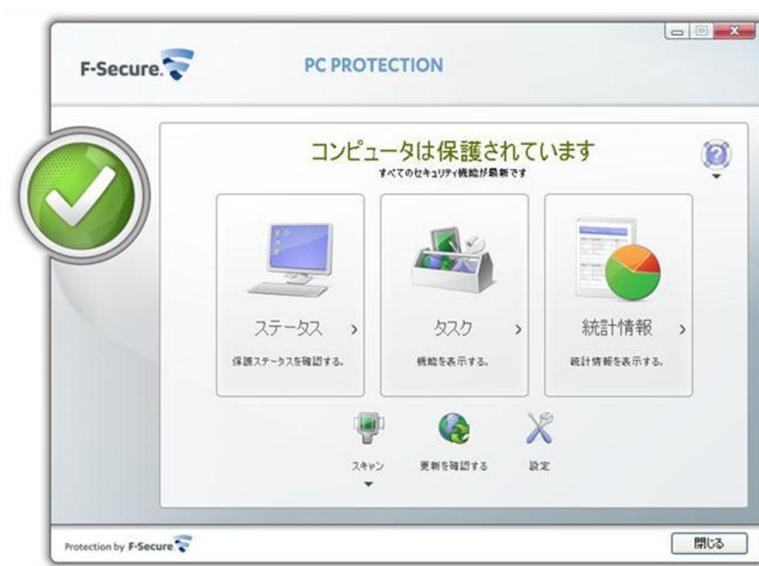 F-Secure.
PC PROTECTION
コンピュータは保護されています
すべてのセキュリティ機能が最新です
ステータス
保護ステータスを確認する。
タスク
機能を表示する。
統計情報
統計情報を表示する。
スキャン
更新を確認する
設定
Protection by F-Secure
閉じる